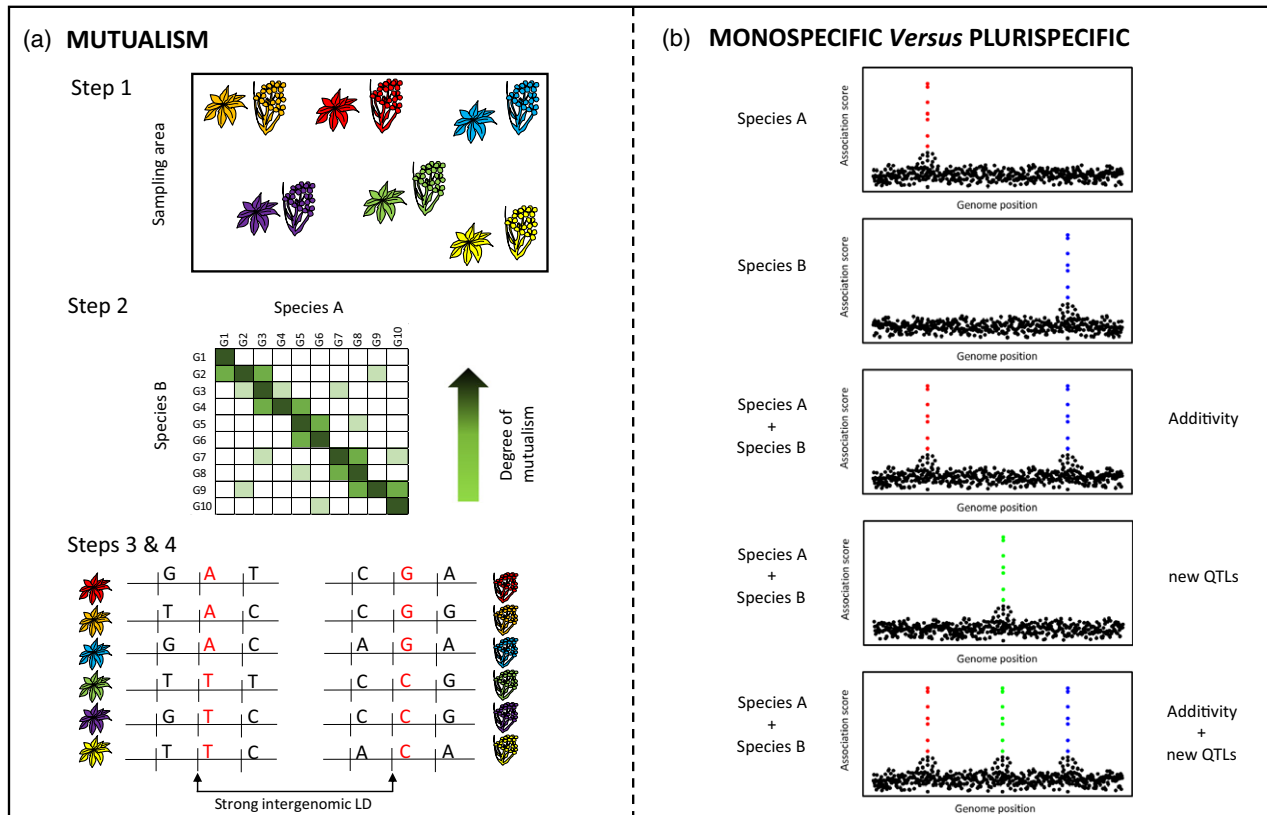 (a) MUTUALISM
Step 1
Sampling area
Step 2
Species A
G1 G2 G3 G4 G5 G6 G7 G8 G9 G10
Species B
G1
G2
G3
G4
G5
G6
G7
G8
G9
G10
Degree of
mutualism
Steps 3 & 4
G A T C G A
T A C C G G
G A C A G A
T T T C C G
G T C C C G
T T C A C A
Strong intergenomic LD
(b) MONOSPECIFIC Versus PLURISPECIFIC
Species A
Association score
Genome position
Species B
Association score
Genome position
Species A
+
Species B
Association score
Genome position
Additivity
Species A
+
Species B
Association score
Genome position
new QTLs
Species A
+
Species B
Association score
Genome position
Additivity
+
new QTLs